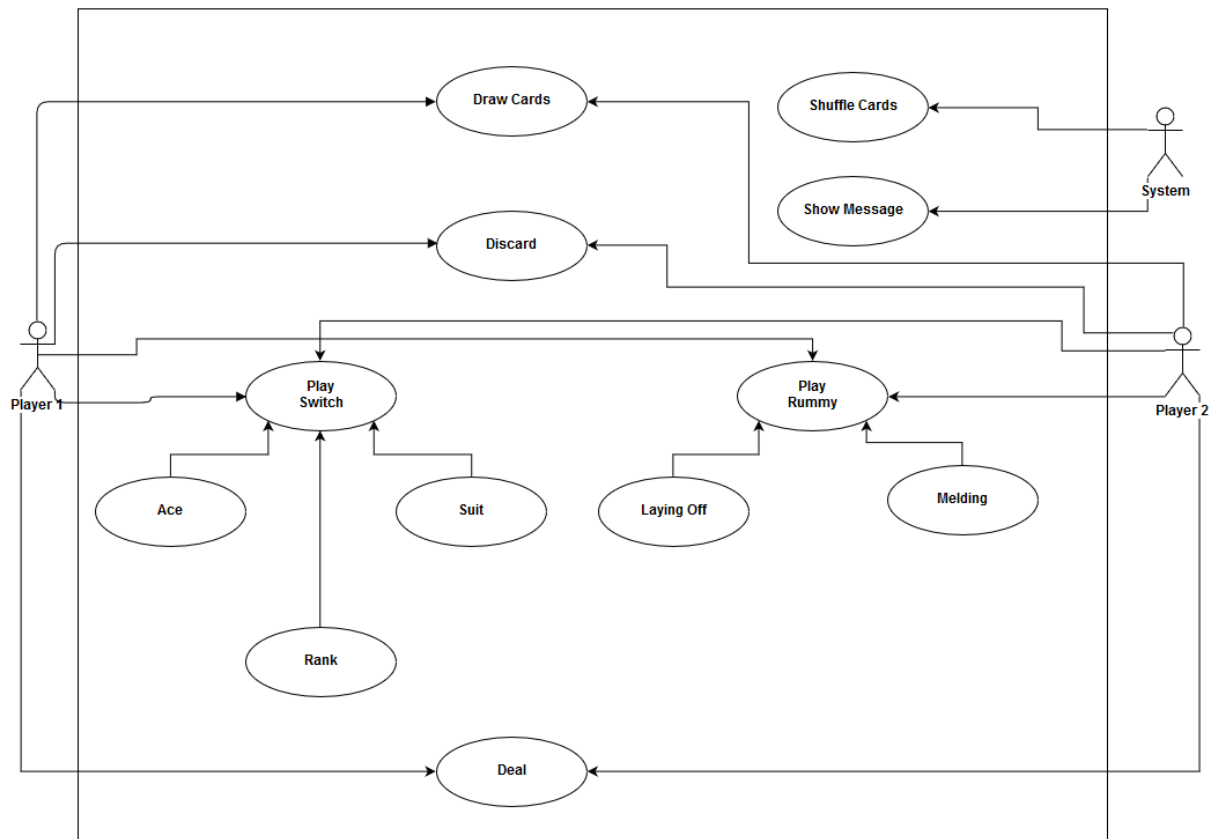 Draw Cards
Shuffle Cards
System
Show Message
Discard
Player 1
Play
Switch
Play
Rummy
Player 2
Ace
Suit
Laying Off
Melding
Rank
Deal